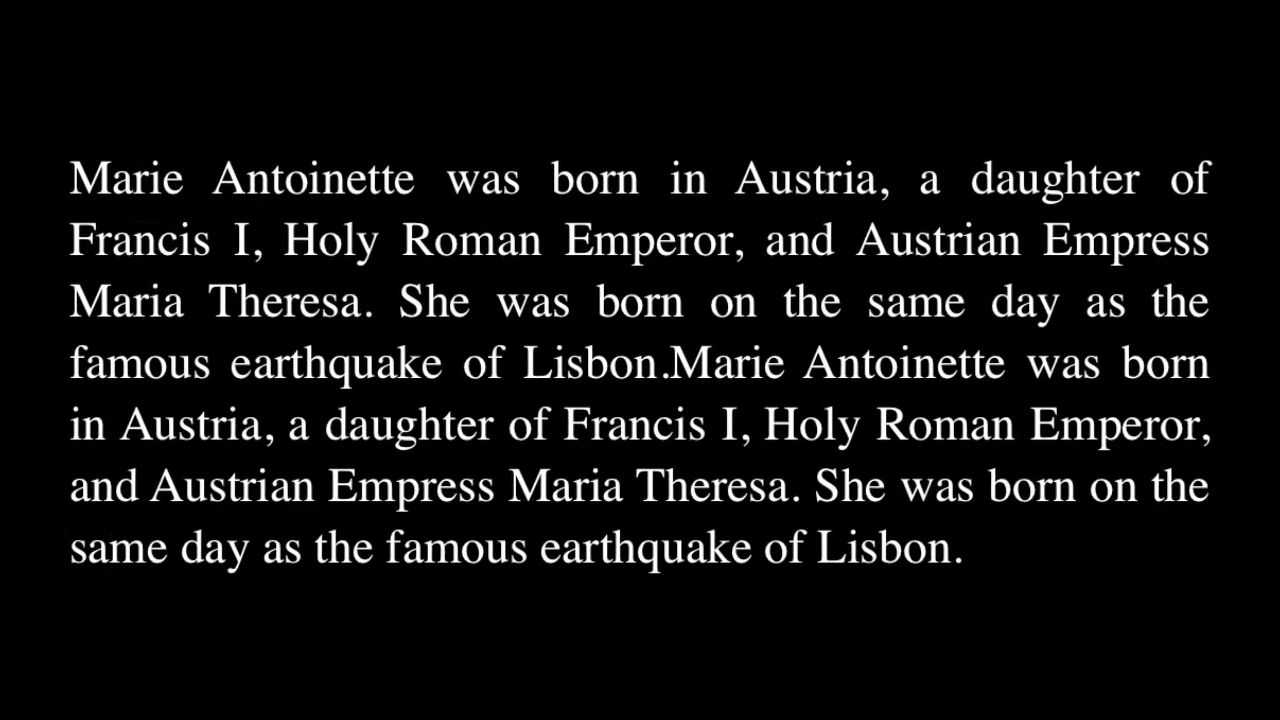 Marie Antoinette was born in Austria, a daughter of
Francis I, Holy Roman Emperor, and Austrian Empress
Maria Theresa. She was born on the same day as the
famous earthquake of Lisbon.Marie Antoinette was born
in Austria, a daughter of Francis I, Holy Roman Emperor,
and Austrian Empress Maria Theresa. She was born on the
same day as the famous earthquake of Lisbon.